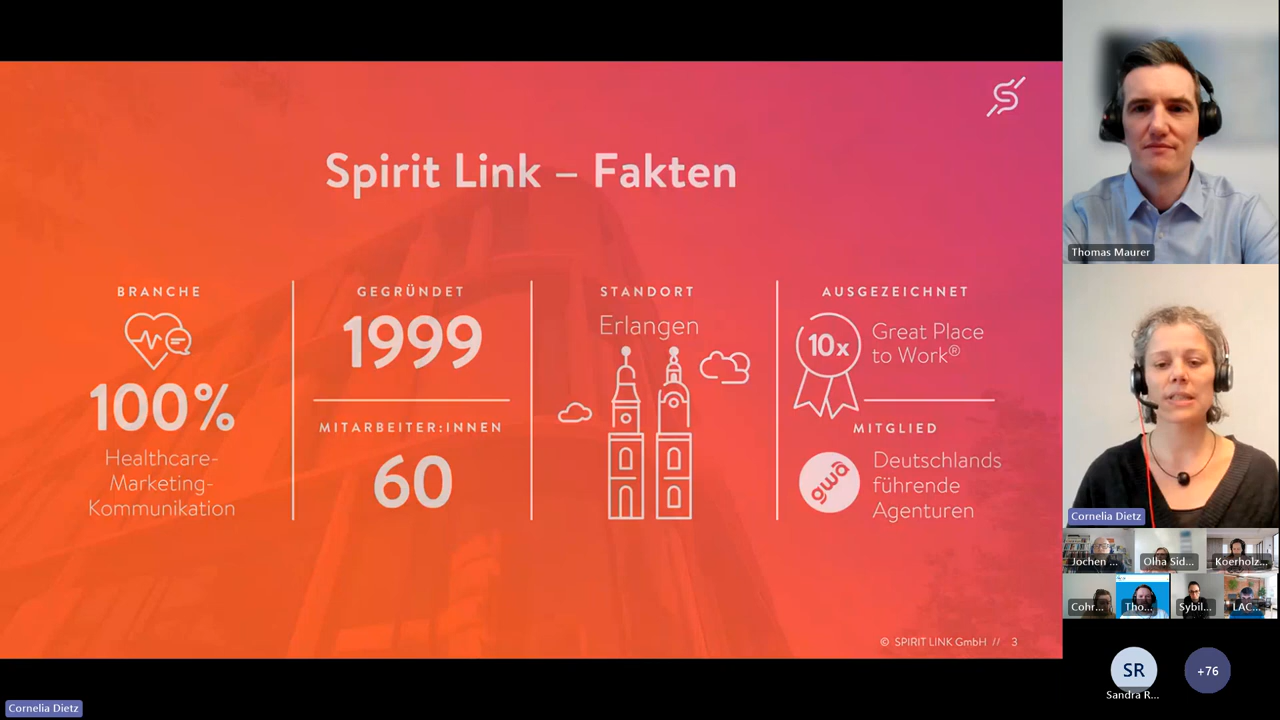 Spirit Link – Fakten
BRANCHE
100%
Healthcare-
Marketing-
Kommunikation
GEGRÜNDET
1999
MITARBEITER:INNEN
60
STANDORT
Erlangen
AUSGEZEICHNET
10x
Great Place
to Work®
MITGLIED
gwa
Deutschlands
führende
Agenturen
© SPIRIT LINK GmbH // 3
Cornelia Dietz
Thomas Maurer
Cornelia Dietz
Jochen ...
Olha Sid...
Koerholz...
Cohr...
Tho...
Sybil...
LAC...
SR
Sandra R...
+76